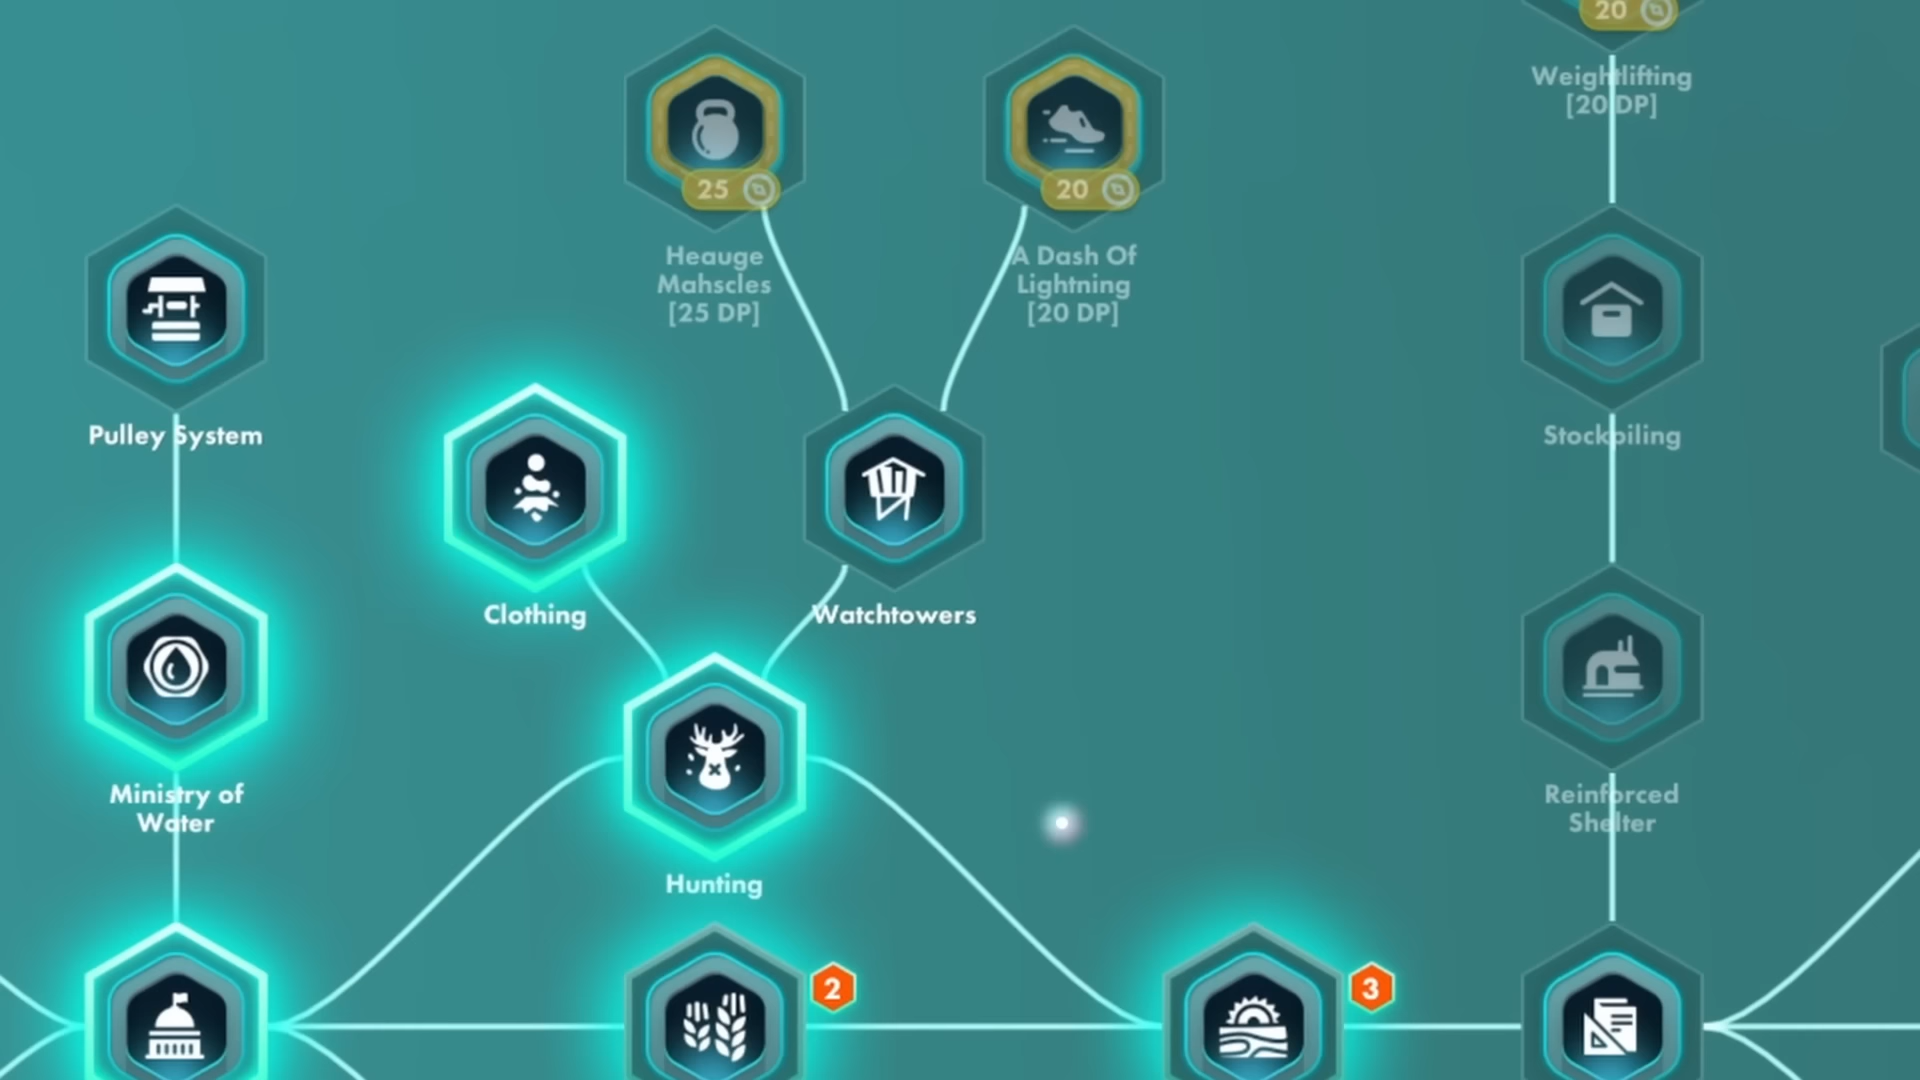 20
Weightlifting
[20 DP]
25
20
Heauge
Mahscles
[25 DP]
A Dash Of
Lightning
[20 DP]
Pulley System
Stockpiling
Clothing
Watchtowers
Ministry of
Water
Reinforced
Shelter
Hunting
2
3